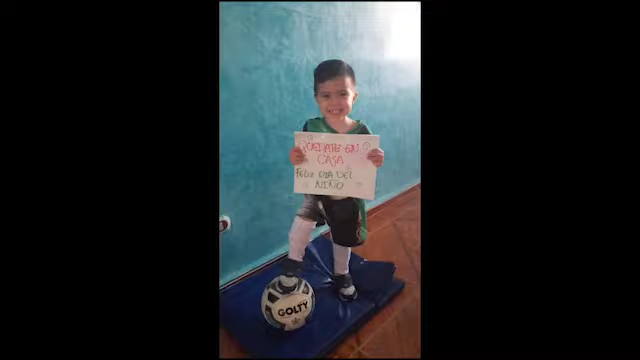 QUEDATE EN
CASA
FELIZ DIA DEL
NIÑO
GOLTY